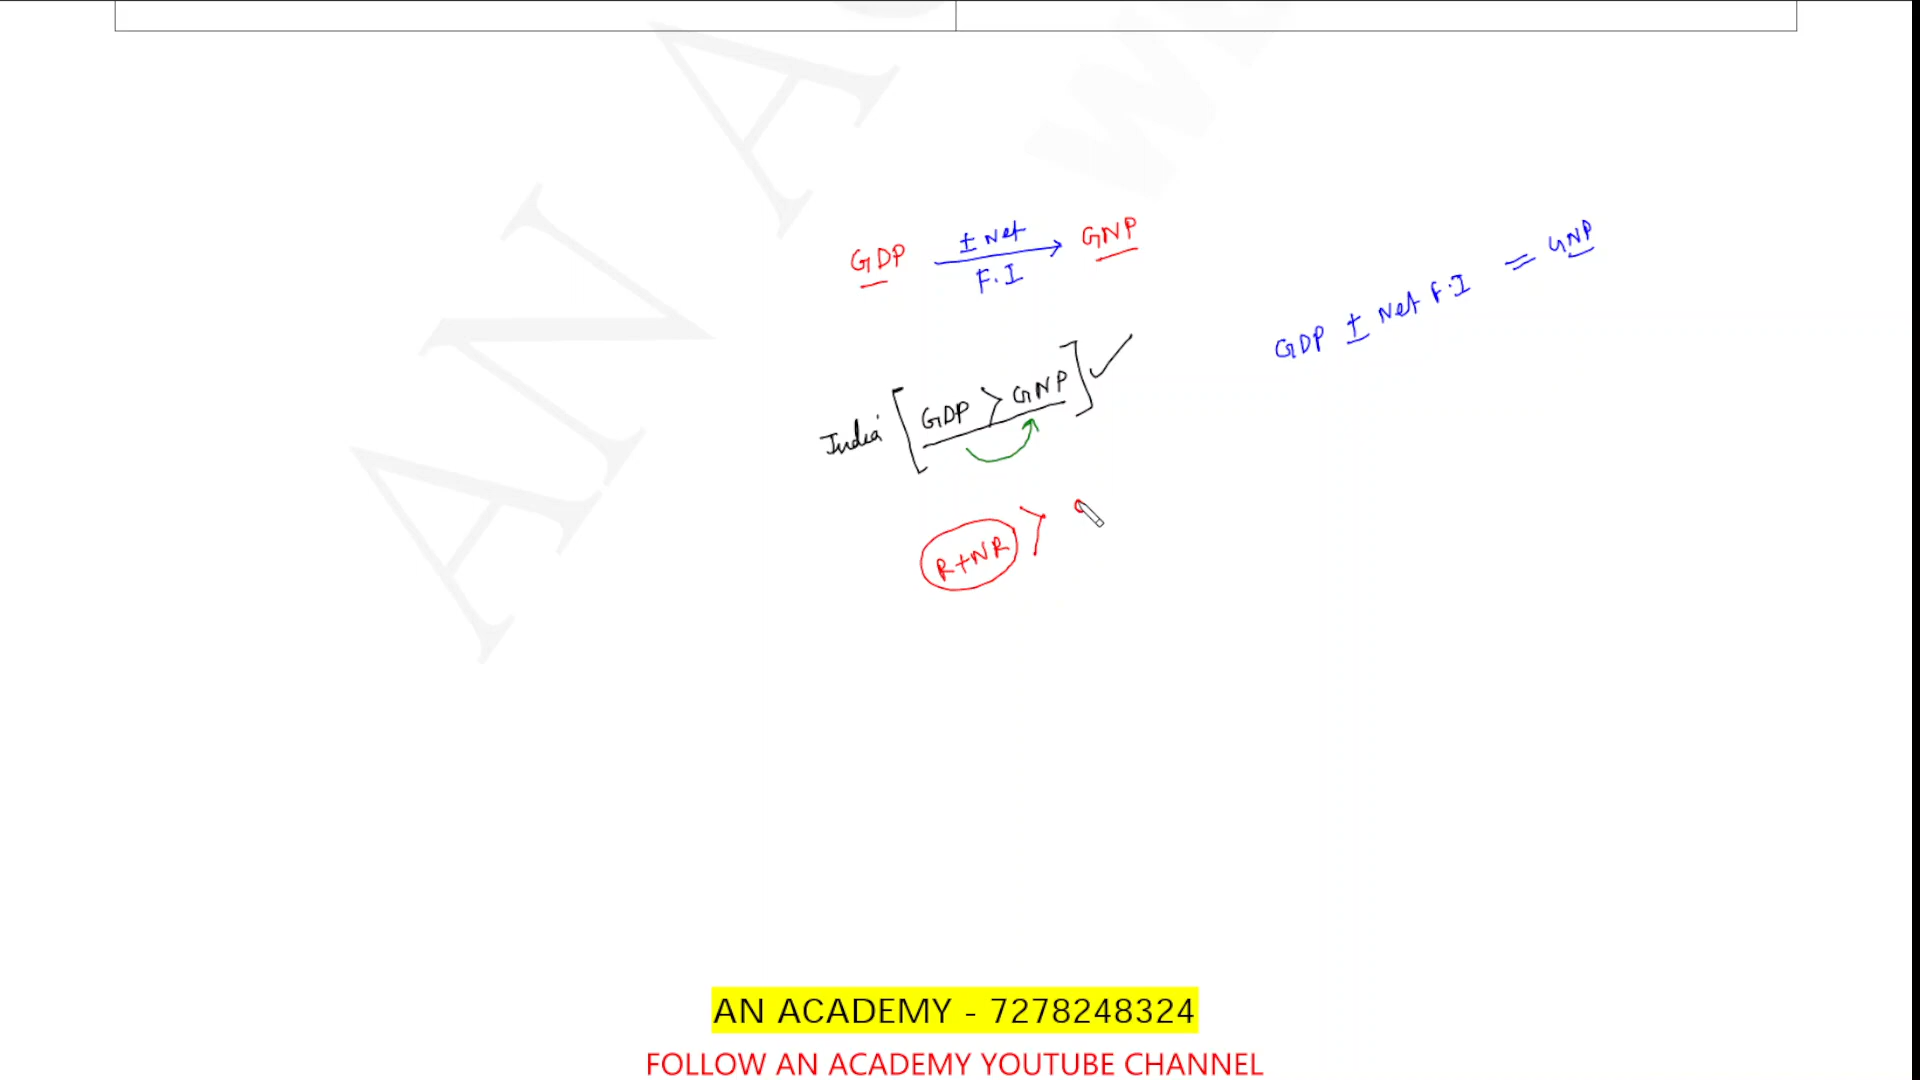 GDP ± Net F.I → GNP
GDP ± Net F.I = GNP
India [GDP > GNP] ✓
R+NR >
AN ACADEMY - 7278248324
FOLLOW AN ACADEMY YOUTUBE CHANNEL